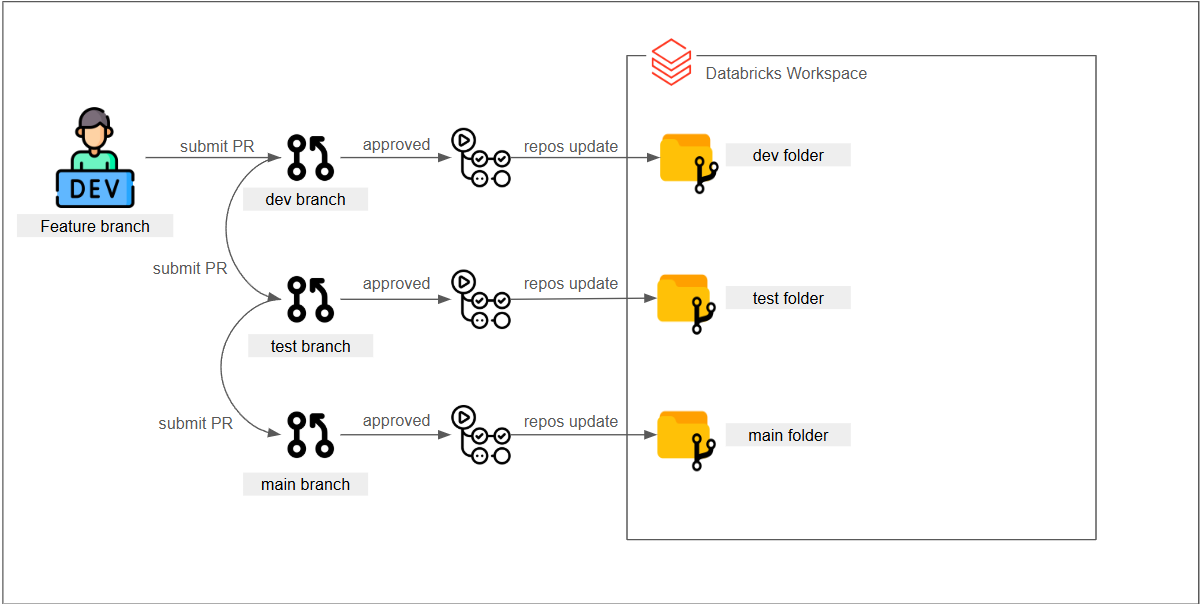 Databricks Workspace
submit PR
approved
repos update
dev folder
DEV
dev branch
Feature branch
submit PR
approved
repos update
test folder
test branch
submit PR
approved
repos update
main folder
main branch